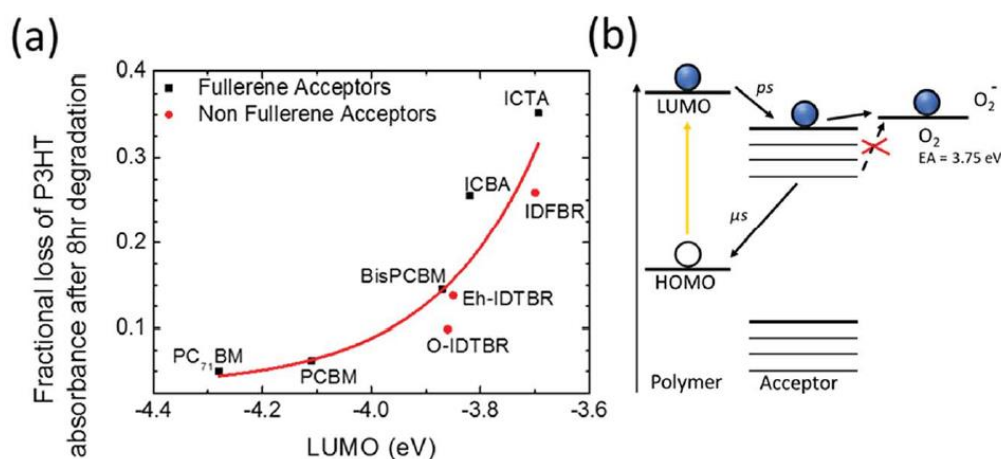 (a)
Fractional loss of P3HT
absorbance after 8hr degradation
0.4
0.3
0.2
0.1
Fullerene Acceptors
Non Fullerene Acceptors
ICTA
ICBA
IDFBR
BisPCBM
Eh-IDTBR
O-IDTBR
PC₇₁BM
PCBM
-4.4
-4.2
-4.0
-3.8
-3.6
LUMO (eV)
(b)
LUMO
ps
O₂⁻
O₂
EA = 3.75 eV
μs
HOMO
Polymer
Acceptor